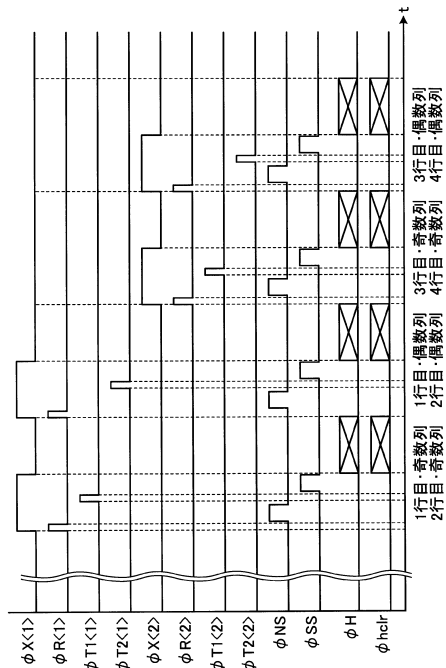 φX<1>
φR<1>
φT1<1>
φT2<1>
φX<2>
φR<2>
φT1<2>
φT2<2>
φNS
φSS
φH
φhclr
1行目・奇数列
2行目・奇数列
1行目・偶数列
2行目・偶数列
3行目・奇数列
4行目・奇数列
3行目・偶数列
4行目・偶数列
t